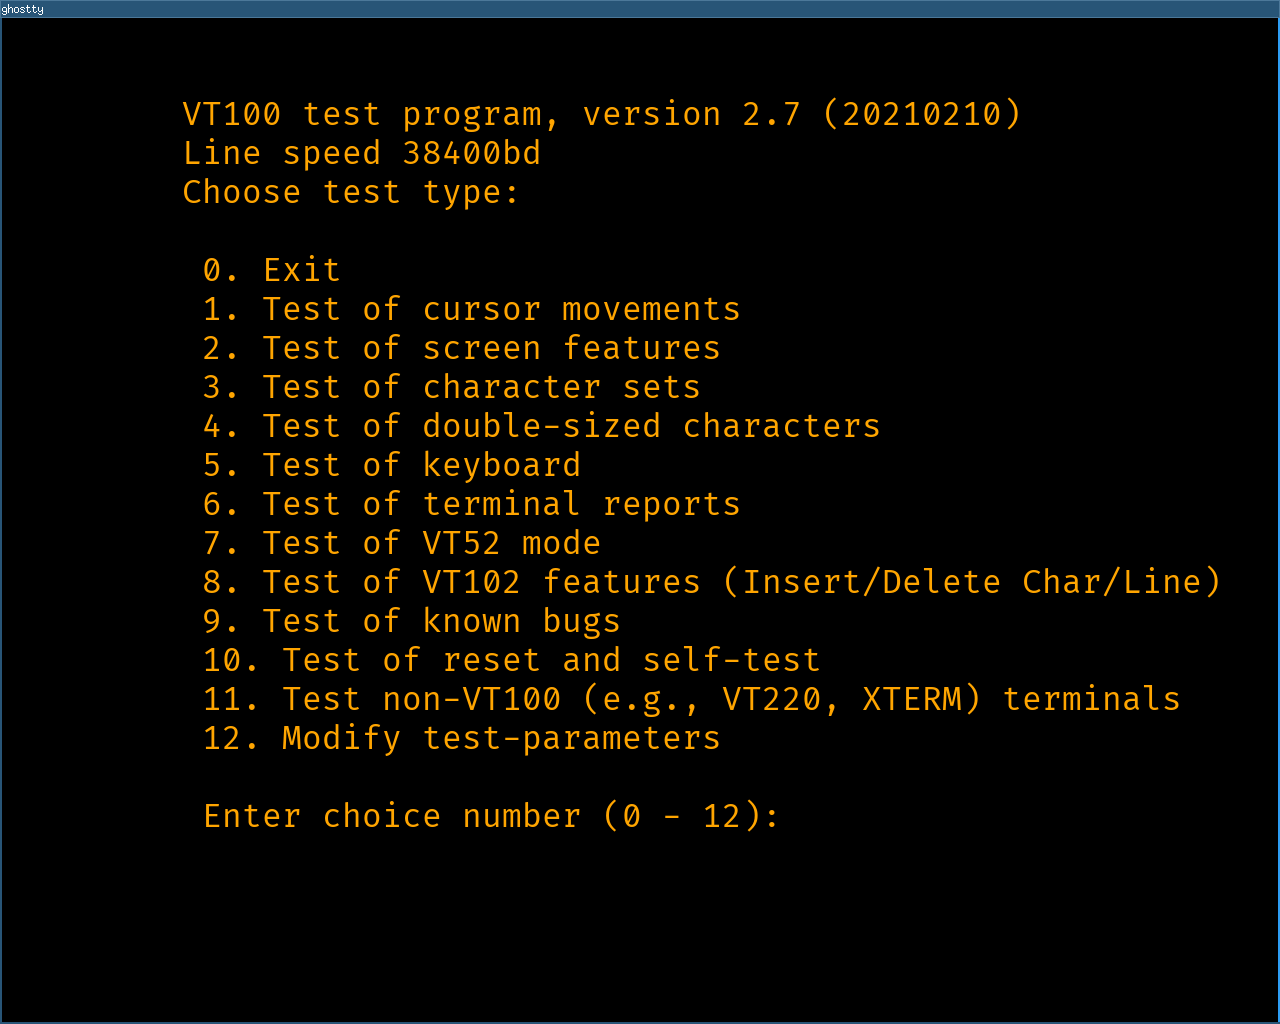 ghostty
VT100 test program, version 2.7 (20210210)
Line speed 38400bd
Choose test type:
0. Exit
1. Test of cursor movements
2. Test of screen features
3. Test of character sets
4. Test of double-sized characters
5. Test of keyboard
6. Test of terminal reports
7. Test of VT52 mode
8. Test of VT102 features (Insert/Delete Char/Line)
9. Test of known bugs
10. Test of reset and self-test
11. Test non-VT100 (e.g., VT220, XTERM) terminals
12. Modify test-parameters
Enter choice number (0 - 12):